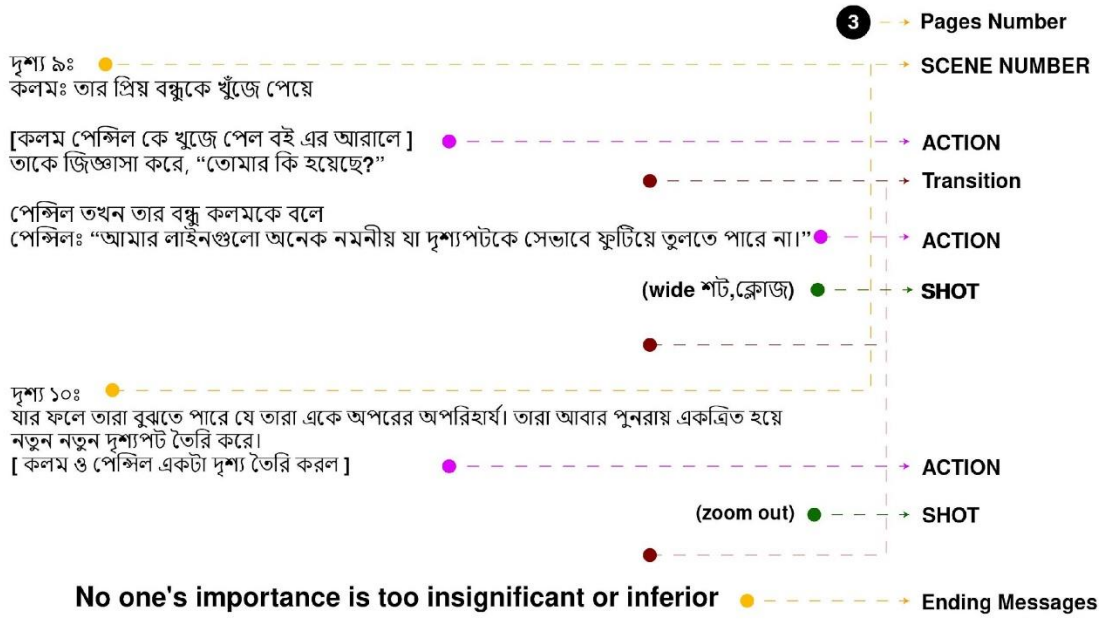 3 Pages Number
দৃশ্য ৯ঃ SCENE NUMBER
কলমঃ তার প্রিয় বন্ধুকে খুঁজে পেয়ে
[কলম পেন্সিল কে খুজে পেল বই এর আরালে ] ACTION
তাকে জিজ্ঞাসা করে, “তোমার কি হয়েছে?”
Transition
পেন্সিল তখন তার বন্ধু কলমকে বলে
পেন্সিলঃ “আমার লাইনগুলো অনেক নমনীয় যা দৃশ্যপটকে সেভাবে ফুটিয়ে তুলতে পারে না।” ACTION
(wide শট,ক্লোজ) SHOT
দৃশ্য ১০ঃ
যার ফলে তারা বুঝতে পারে যে তারা একে অপরের অপরিহার্য। তারা আবার পুনরায় একত্রিত হয়ে
নতুন নতুন দৃশ্যপট তৈরি করে।
[ কলম ও পেন্সিল একটা দৃশ্য তৈরি করল ] ACTION
(zoom out) SHOT
No one's importance is too insignificant or inferior Ending Messages